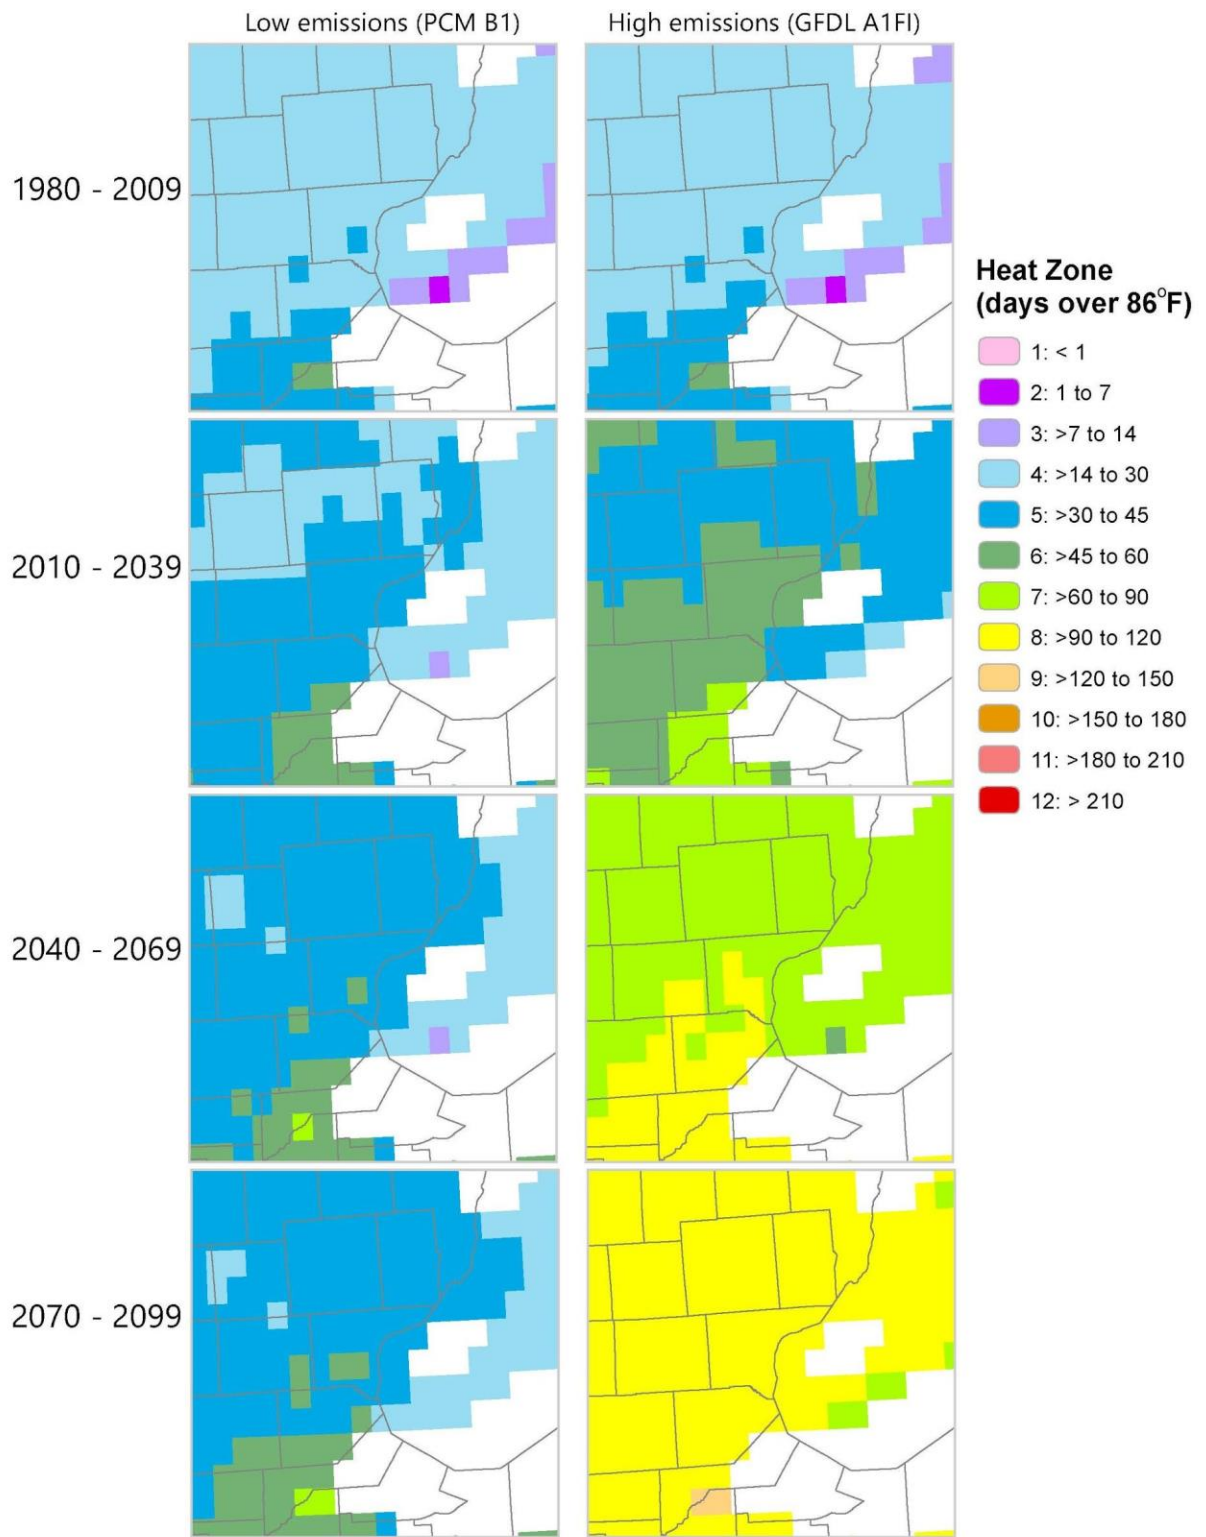 Low emissions (PCM B1)
High emissions (GFDL A1FI)
1980 - 2009
2010 - 2039
2040 - 2069
2070 - 2099
Heat Zone
(days over 86°F)
1: < 1
2: 1 to 7
3: >7 to 14
4: >14 to 30
5: >30 to 45
6: >45 to 60
7: >60 to 90
8: >90 to 120
9: >120 to 150
10: >150 to 180
11: >180 to 210
12: > 210